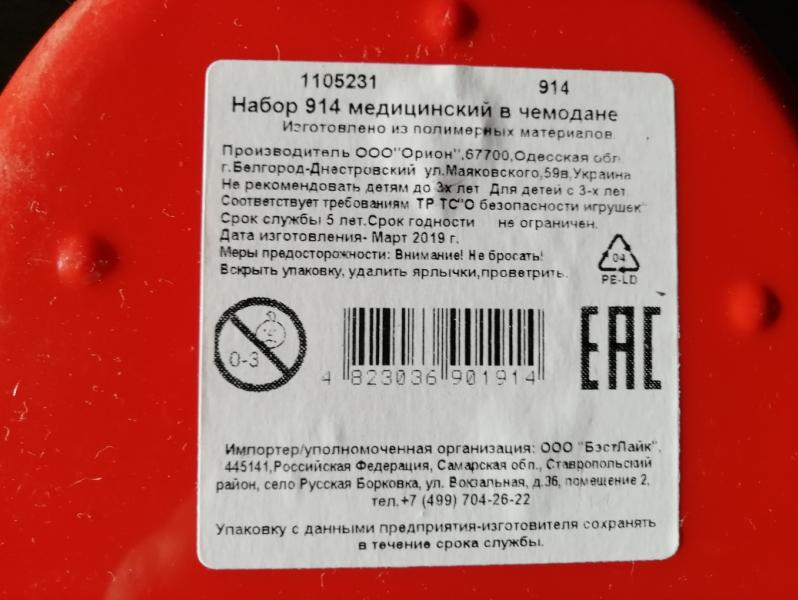 1105231 914
Набор 914 медицинский в чемодане
Изготовлено из полимерных материалов
Производитель ООО"Орион",67700,Одесская обл
г.Белгород-Днестровский ул.Маяковского,59в,Украина
Не рекомендовать детям до 3х лет Для детей с 3-х лет
Соответствует требованиям ТР ТС"О безопасности игрушек
Срок службы 5 лет.Срок годности не ограничен.
Дата изготовления- Март 2019 г.
Меры предосторожности: Внимание! Не бросать!
Вскрыть упаковку, удалить ярлычки,проветрить.
04
PE-LD
0-3
4 823036 901914
EAC
Импортер/уполномоченная организация: ООО "БэстЛайк",
445141,Российская Федерация, Самарская обл., Ставропольский
район, село Русская Борковка, ул. Вокзальная, д.36, помещение 2,
тел.+7 (499) 704-26-22
Упаковку с данными предприятия-изготовителя сохранять
в течение срока службы.